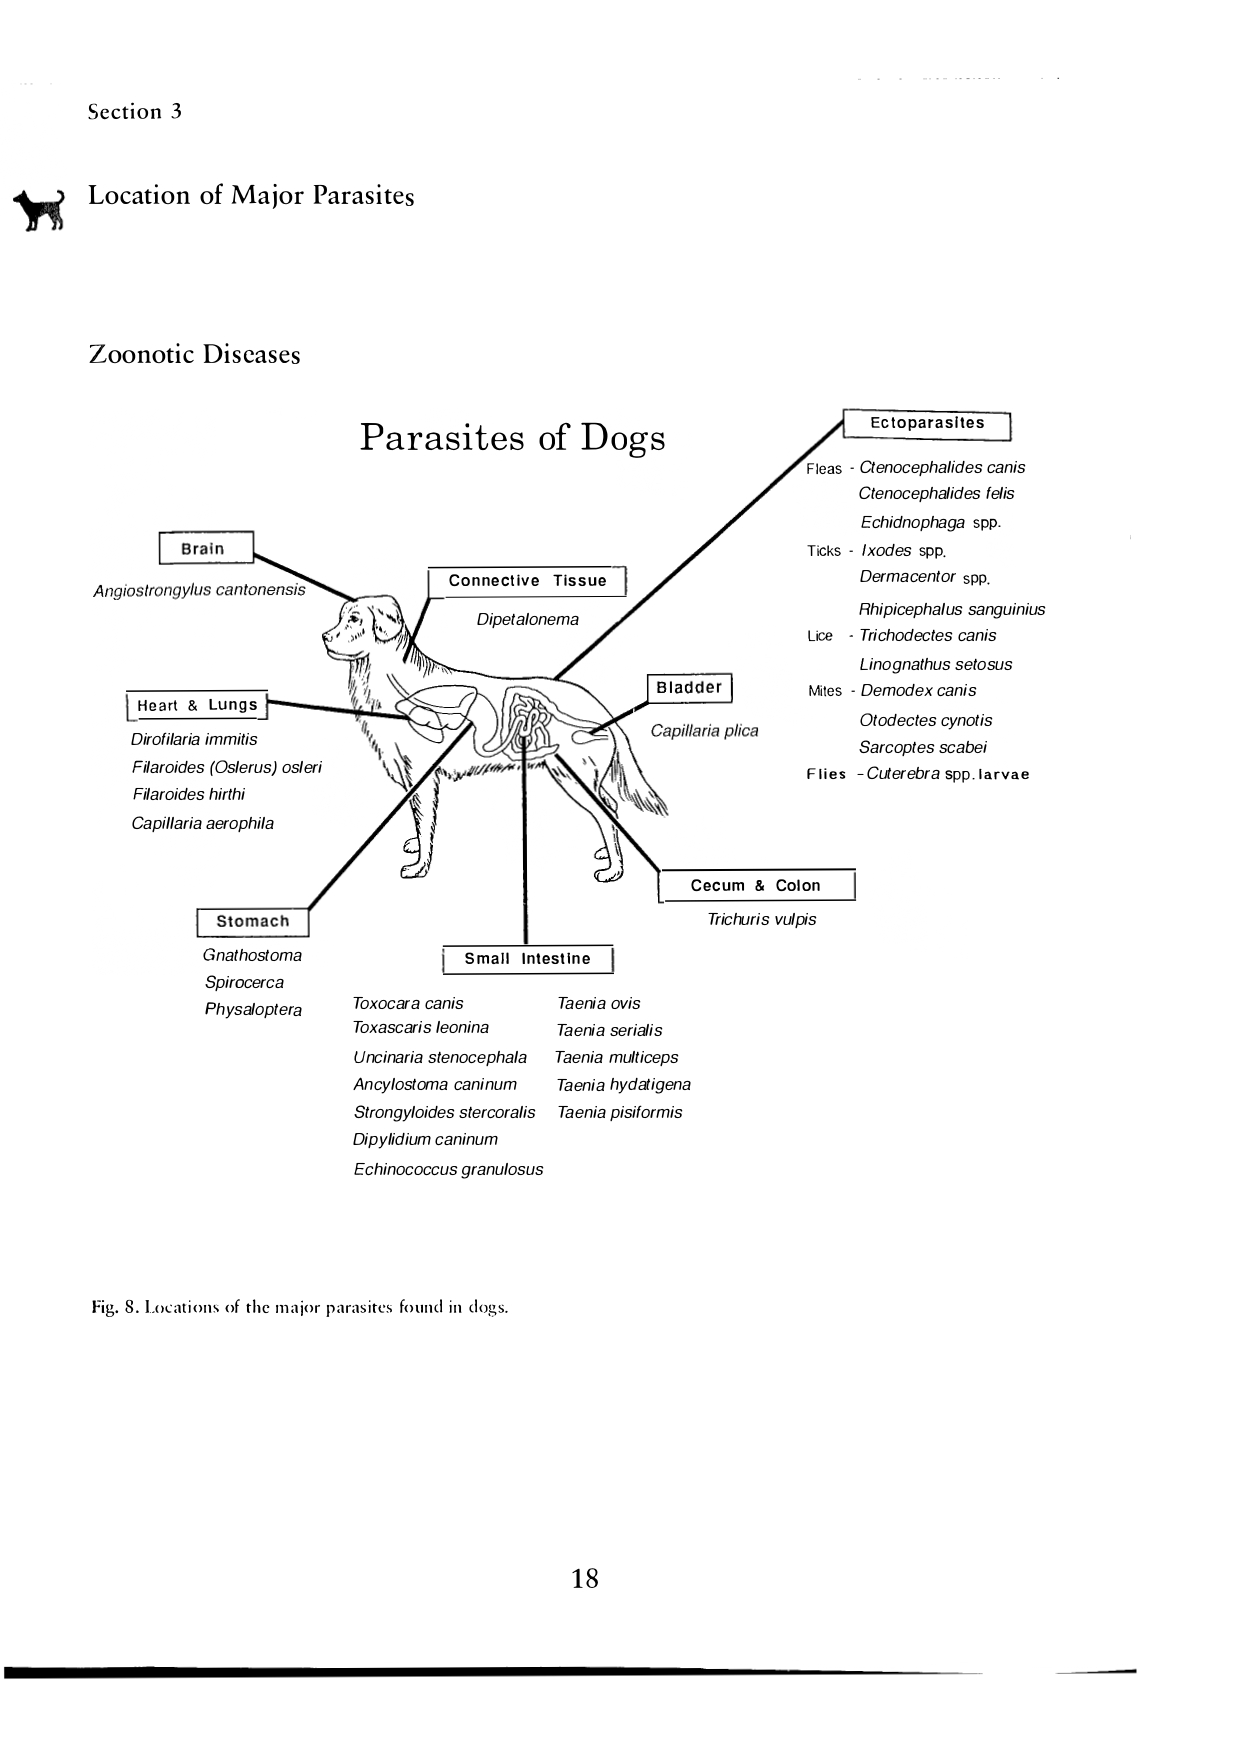 Section 3
Location of Major Parasites
Zoonotic Diseases
Parasites of Dogs
Ectoparasites
Fleas - Ctenocephalides canis
Ctenocephalides felis
Echidnophaga spp.
Ticks - Ixodes spp.
Dermacentor spp.
Rhipicephalus sanguinius
Lice - Trichodectes canis
Linognathus setosus
Mites - Demodex canis
Otodectes cynotis
Sarcoptes scabei
Flies - Cuterebra spp. larvae
Brain
Angiostrongylus cantonensis
Connective Tissue
Dipetalonema
Bladder
Capillaria plica
Heart & Lungs
Dirofilaria immitis
Filaroides (Oslerus) osleri
Filaroides hirthi
Capillaria aerophila
Cecum & Colon
Trichuris vulpis
Stomach
Gnathostoma
Spirocerca
Physaloptera
Small Intestine
Toxocara canis
Toxascaris leonina
Uncinaria stenocephala
Ancylostoma caninum
Strongyloides stercoralis
Dipylidium caninum
Echinococcus granulosus
Taenia ovis
Taenia serialis
Taenia multiceps
Taenia hydatigena
Taenia pisiformis
Fig. 8. Locations of the major parasites found in dogs.
18